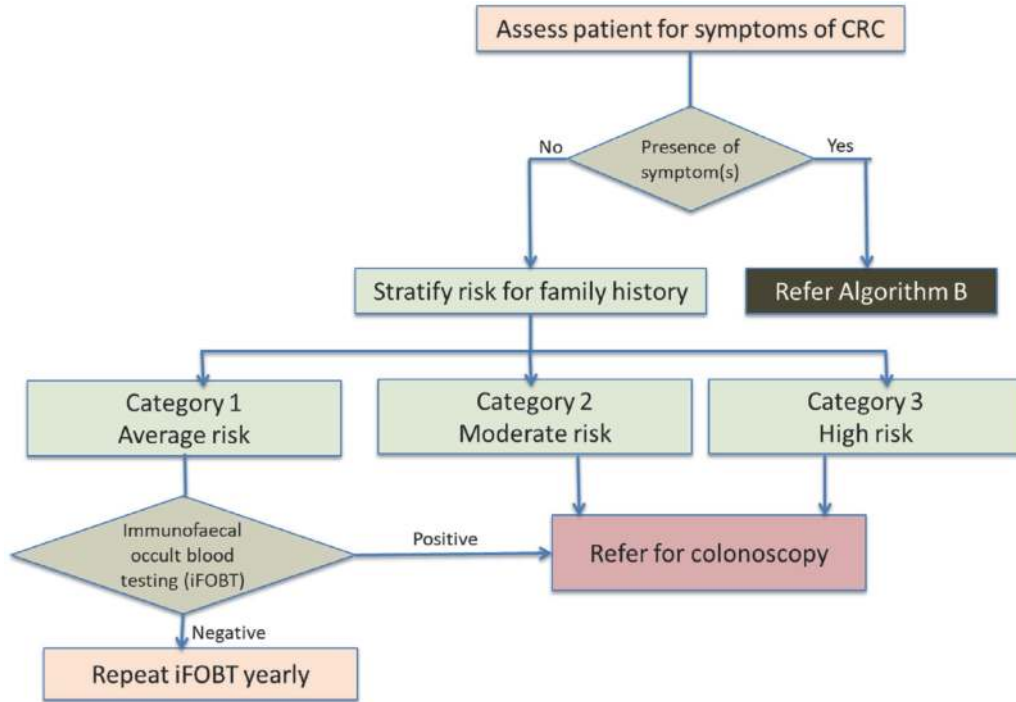 Assess patient for symptoms of CRC
No
Presence of
symptom(s)
Yes
Stratify risk for family history
Refer Algorithm B
Category 1
Average risk
Category 2
Moderate risk
Category 3
High risk
Immunofaecal
occult blood
testing (iFOBT)
Positive
Refer for colonoscopy
Negative
Repeat iFOBT yearly